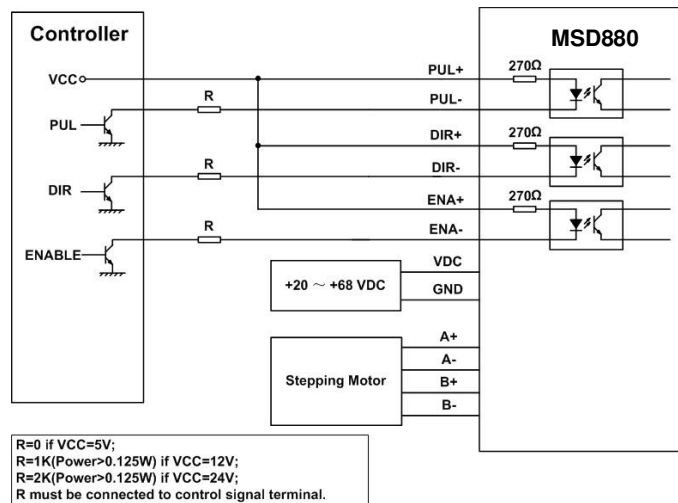 Controller
MSD880
VCC
PUL+
270Ω
R
PUL-
PUL
DIR+
270Ω
R
DIR-
DIR
ENA+
270Ω
R
ENA-
ENABLE
VDC
+20 ~ +68 VDC
GND
A+
A-
Stepping Motor
B+
B-
R=0 if VCC=5V;
R=1K(Power>0.125W) if VCC=12V;
R=2K(Power>0.125W) if VCC=24V;
R must be connected to control signal terminal.